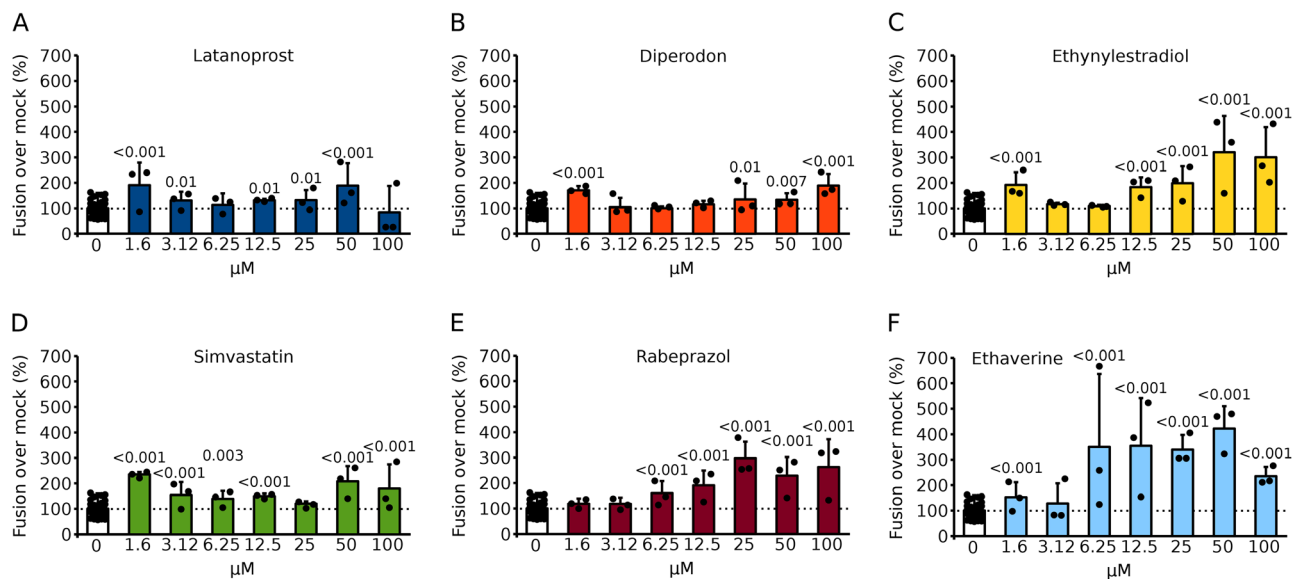 A
Latanoprost
Fusion over mock (%)
700
600
500
400
300
200
100
0
<0.001
0.01
0.01
0.01
<0.001
0 1.6 3.12 6.25 12.5 25 50 100
µM
B
Diperodon
Fusion over mock (%)
700
600
500
400
300
200
100
0
<0.001
0.01
0.007
<0.001
0 1.6 3.12 6.25 12.5 25 50 100
µM
C
Ethynylestradiol
Fusion over mock (%)
700
600
500
400
300
200
100
0
<0.001
<0.001
<0.001
<0.001
<0.001
0 1.6 3.12 6.25 12.5 25 50 100
µM
D
Simvastatin
Fusion over mock (%)
700
600
500
400
300
200
100
0
<0.001
<0.001
0.003
<0.001
<0.001
<0.001
0 1.6 3.12 6.25 12.5 25 50 100
µM
E
Rabeprazol
Fusion over mock (%)
700
600
500
400
300
200
100
0
<0.001
<0.001
<0.001
<0.001
<0.001
0 1.6 3.12 6.25 12.5 25 50 100
µM
F
Ethaverine
Fusion over mock (%)
700
600
500
400
300
200
100
0
<0.001
<0.001
<0.001
<0.001
<0.001
<0.001
0 1.6 3.12 6.25 12.5 25 50 100
µM